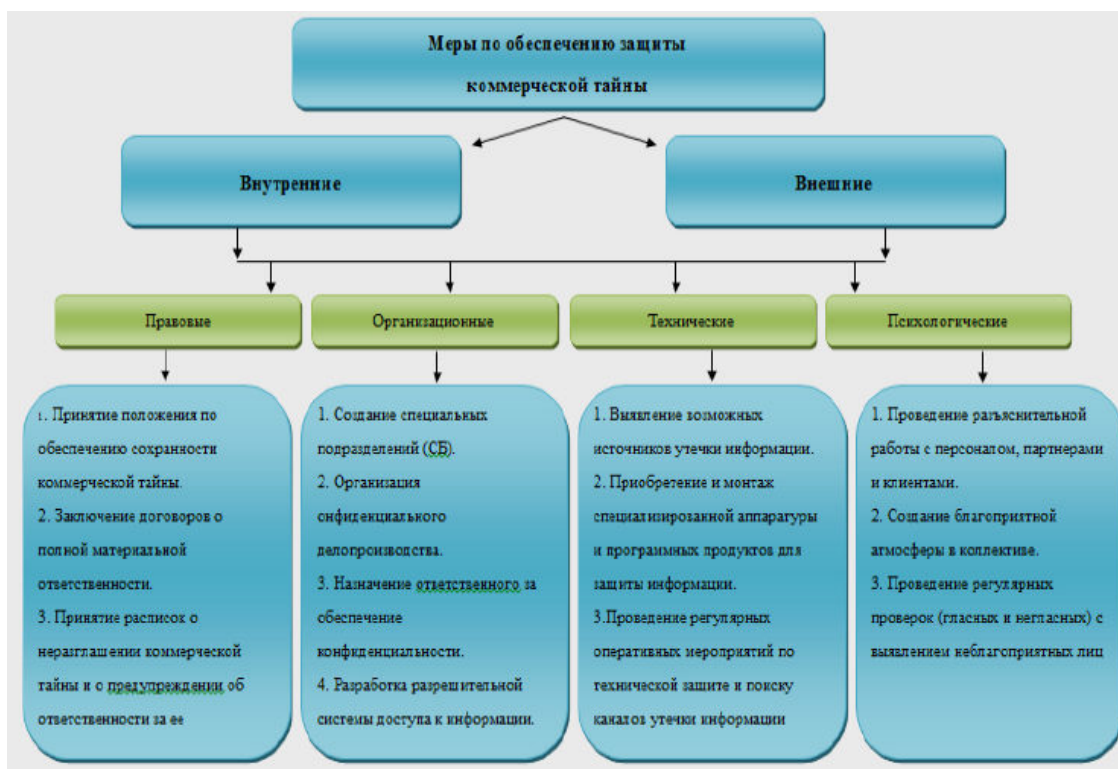 Меры по обеспечению защиты
коммерческой тайны
Внутренние
Внешние
Правовые
Организационные
Технические
Психологические
1. Принятие положения по
обеспечению сохранности
коммерческой тайны.
2. Заключение договоров о
полной материальной
ответственности.
3. Принятие расписок о
неразглашении коммерческой
тайны и о предупреждении об
ответственности за ее
1. Создание специальных
подразделений (СБ).
2. Организация
онфиденциального
делопроизводства.
3. Назначение ответственного за
обеспечение
конфиденциальности.
4. Разработка разрешительной
системы доступа к информации.
1. Выявление возможных
источников утечки информации.
2. Приобретение и монтаж
специализированной аппарагуры
и программных продуктов для
защиты информацки.
3.Проведение регулярных
оперативных мероприятий по
технической защите и поиску
каналов утечки информации
1. Проведение разъяснительной
работы с персоналом, партнерами
и клиентами.
2. Создание благоприятной
атмосферы в коллективе.
3. Проведение регулярных
проверок (гласных и негласных) с
выявлением неблагоприятных лиц